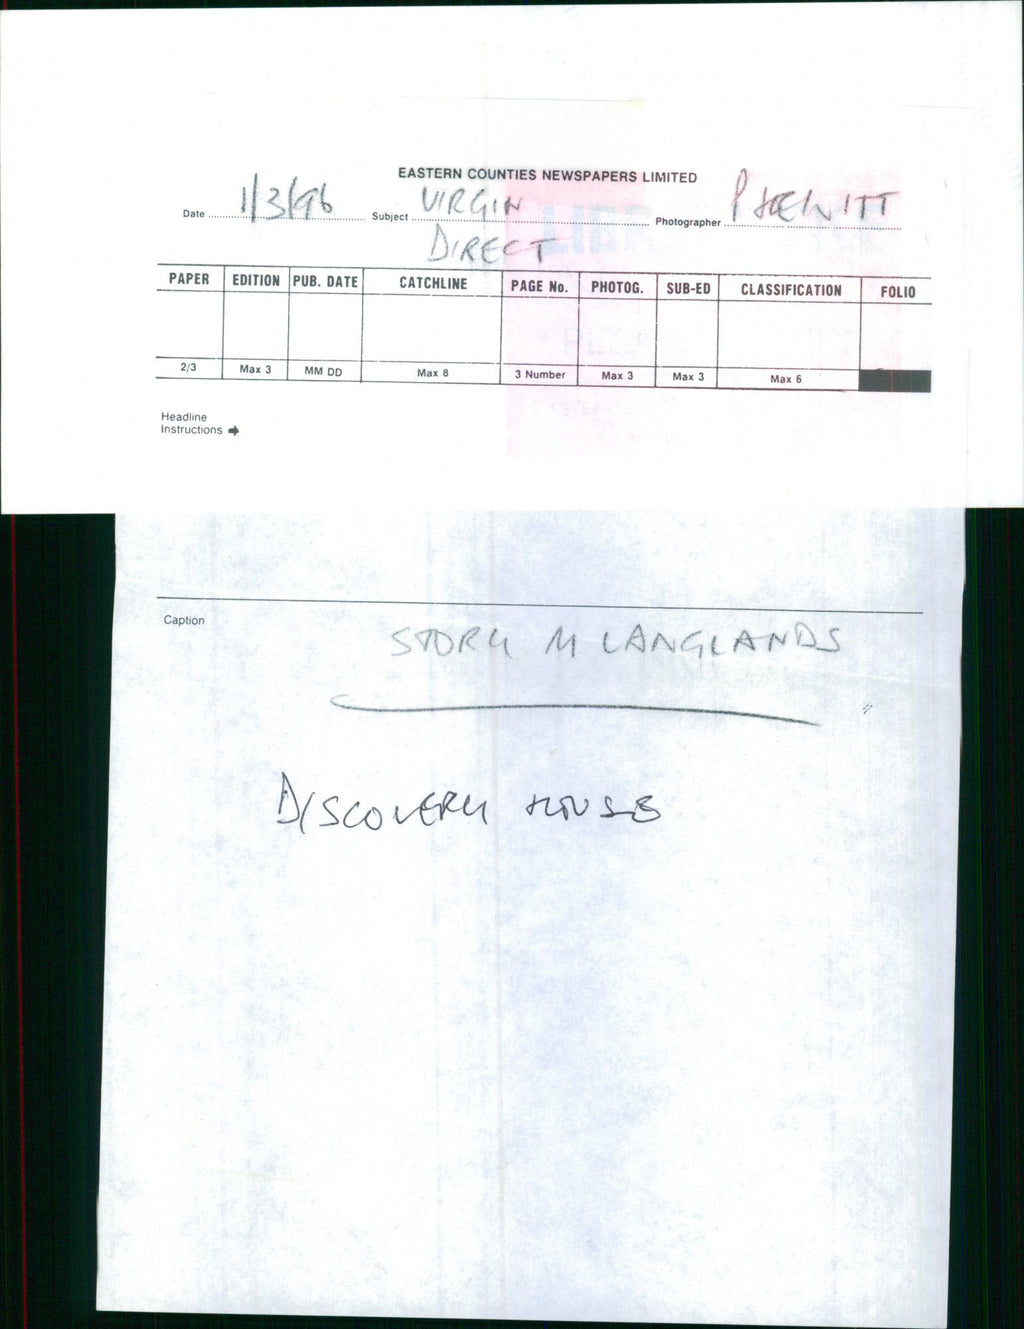 EASTERN COUNTIES NEWSPAPERS LIMITED
Date 1/3/96 Subject VIRGIN Photographer P HEWITT
DIRECT
PAPER EDITION PUB. DATE CATCHLINE PAGE No. PHOTOG. SUB-ED CLASSIFICATION FOLIO
2/3 Max 3 MM DD Max 8 3 Number Max 3 Max 3 Max 6
Headline
Instructions →
Caption
STORY M LANGLANDS
DISCOVERY HOUSE